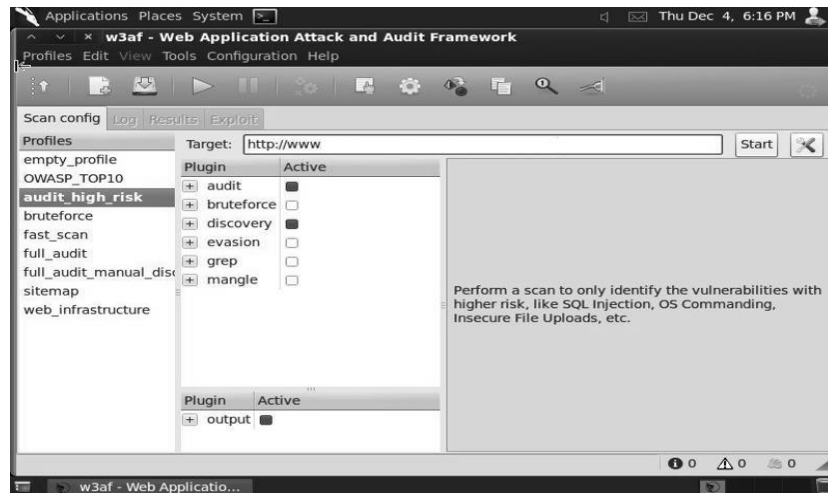 Applications Places System
Thu Dec 4, 6:16 PM
w3af - Web Application Attack and Audit Framework
Profiles Edit View Tools Configuration Help
Scan config Log Results Exploit
Profiles
empty_profile
OWASP_TOP10
audit_high_risk
bruteforce
fast_scan
full_audit
full_audit_manual_disc
sitemap
web_infrastructure
Target: http://www
Start
Plugin Active
audit
bruteforce
discovery
evasion
grep
mangle
Plugin Active
output
Perform a scan to only identify the vulnerabilities with
higher risk, like SQL Injection, OS Commanding,
Insecure File Uploads, etc.
0 0 0
w3af - Web Applicatio...